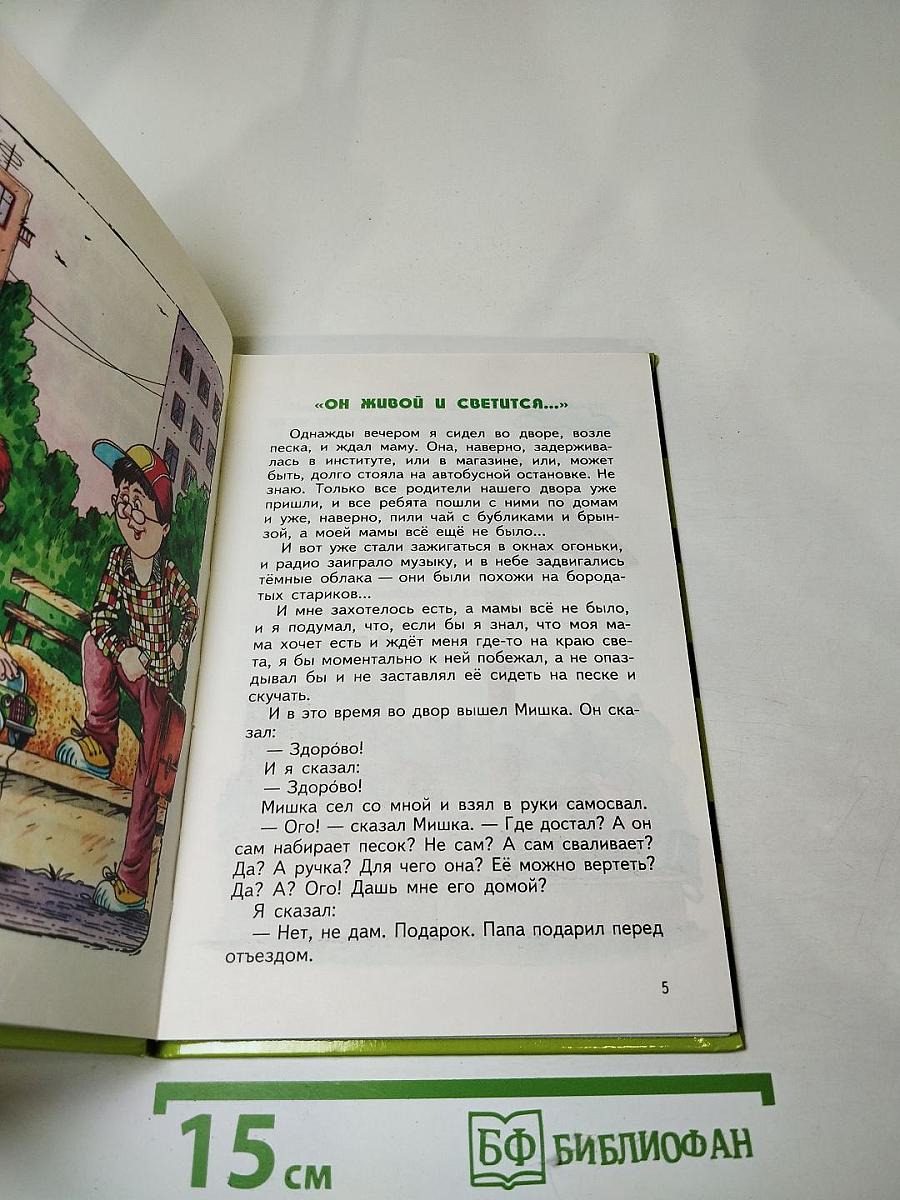 «ОН ЖИВОЙ И СВЕТИТСЯ...»
Однажды вечером я сидел во дворе, возле
песка, и ждал маму. Она, наверно, задержива-
лась в институте, или в магазине, или, может
быть, долго стояла на автобусной остановке. Не
знаю. Только все родители нашего двора уже
пришли, и все ребята пошли с ними по домам
и уже, наверно, пили чай с бубликами и брын-
зой, а моей мамы всё ещё не было...
И вот уже стали зажигаться в окнах огоньки,
и радио заиграло музыку, и в небе задвигались
тёмные облака — они были похожи на борода-
тых стариков...
И мне захотелось есть, а мамы всё не было,
и я подумал, что, если бы я знал, что моя ма-
ма хочет есть и ждёт меня где-то на краю све-
та, я бы моментально к ней побежал, а не опаз-
дывал бы и не заставлял её сидеть на песке и
скучать.
И в это время во двор вышел Мишка. Он ска-
зал:
— Здоро́во!
И я сказал:
— Здоро́во!
Мишка сел со мной и взял в руки самосвал.
— Ого! — сказал Мишка. — Где достал? А он
сам набирает песок? Не сам? А сам сваливает?
Да? А ручка? Для чего она? Её можно вертеть?
Да? А? Ого! Дашь мне его домой?
Я сказал:
— Нет, не дам. Подарок. Папа подарил перед
отъездом.
5
15 см
БФ БИБЛИОФАН